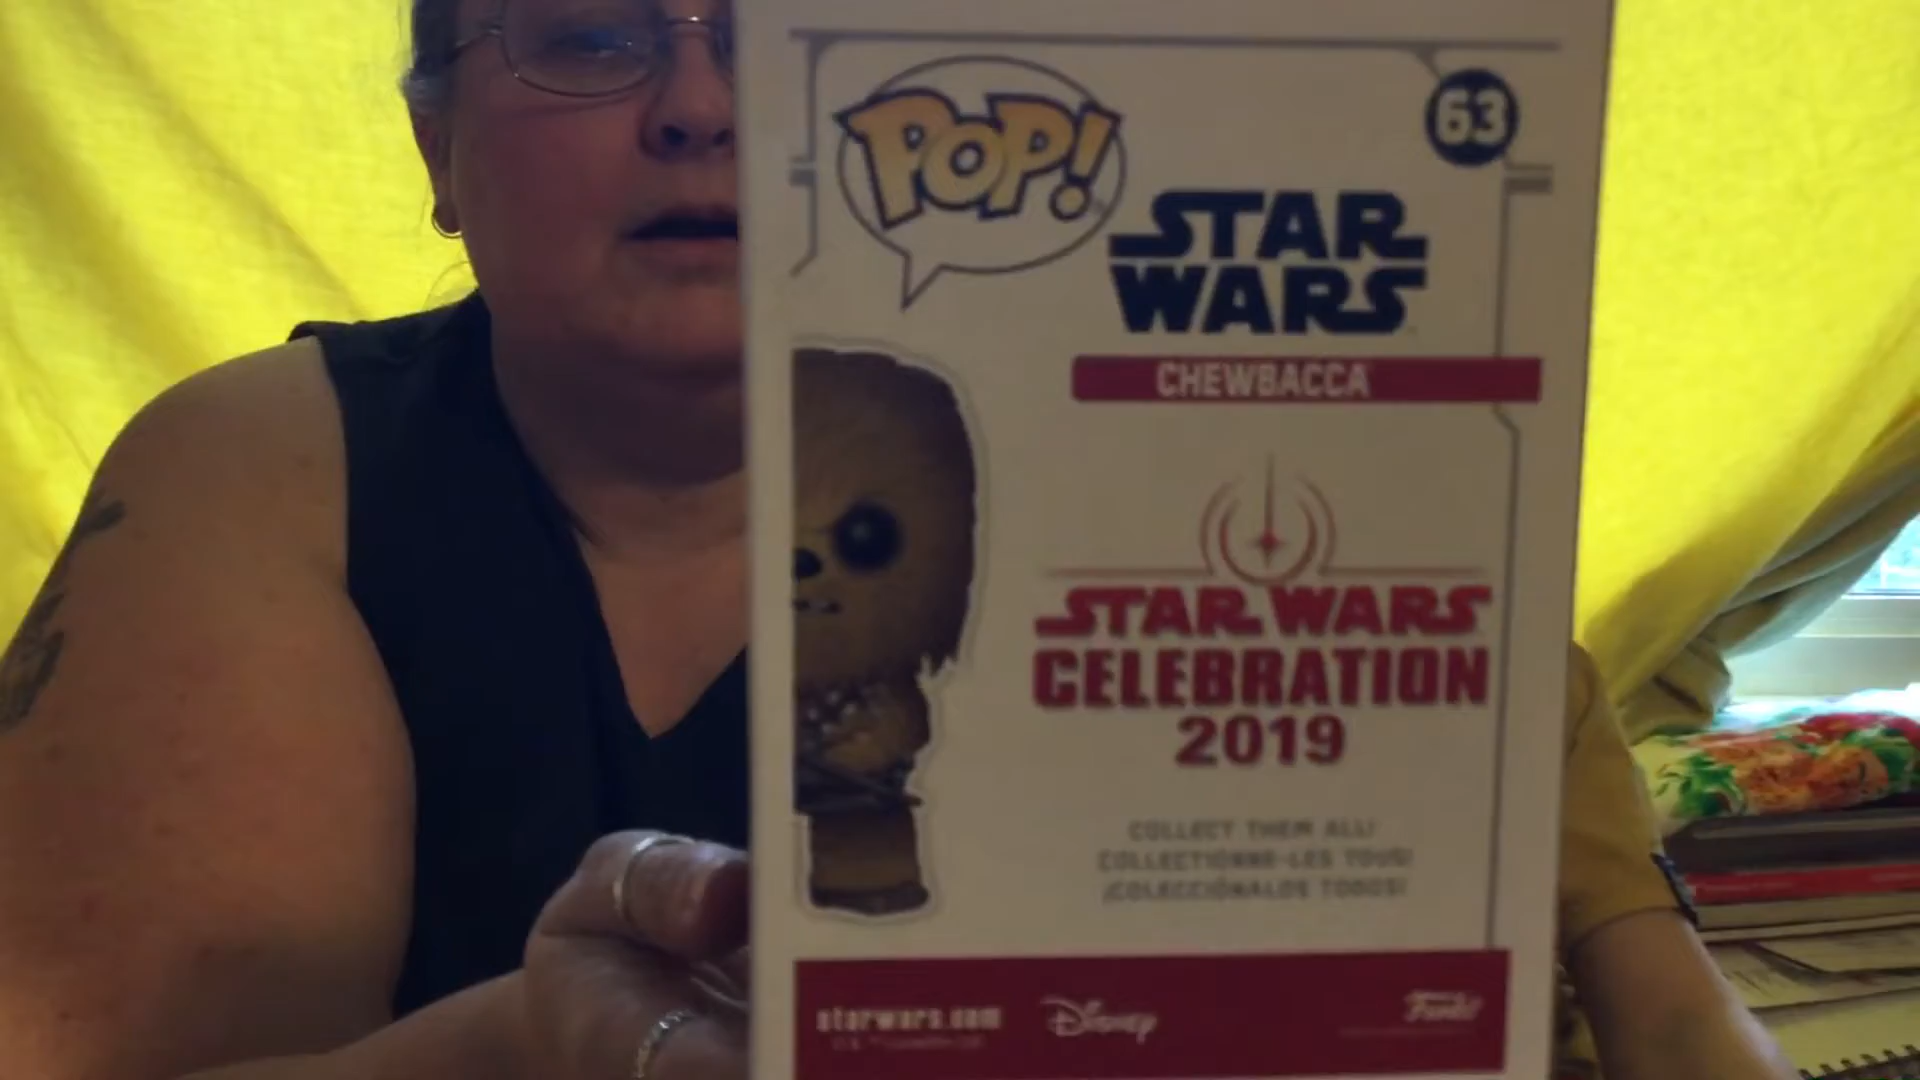 POP!
63
STAR
WARS
CHEWBACCA
STAR WARS
CELEBRATION
2019
COLLECT THEM ALL!
COLLECTIONNE-LES TOUS!
¡COLECCIÓNALOS TODOS!
starwars.com
Disney
Funko